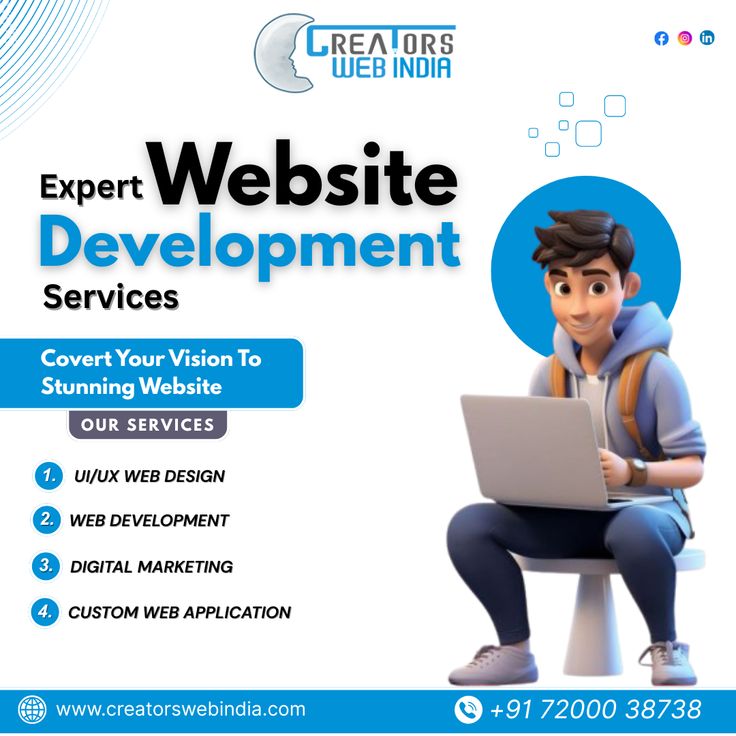 CREATORS
WEB INDIA
Expert Website
Development
Services
Covert Your Vision To
Stunning Website
OUR SERVICES
1. UI/UX WEB DESIGN
2. WEB DEVELOPMENT
3. DIGITAL MARKETING
4. CUSTOM WEB APPLICATION
www.creatorswebindia.com
+91 72000 38738